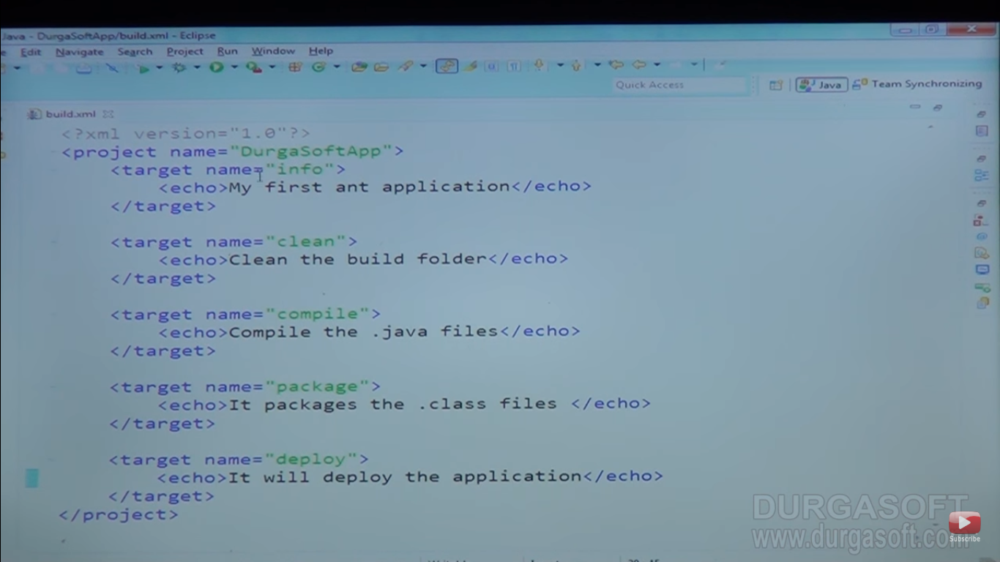 Java - DurgaSoftApp/build.xml - Eclipse
Edit Navigate Search Project Run Window Help
Quick Access
Java
Team Synchronizing
build.xml
<?xml version="1.0"?>
<project name="DurgaSoftApp">
<target name="info">
<echo>My first ant application</echo>
</target>
<target name="clean">
<echo>Clean the build folder</echo>
</target>
<target name="compile">
<echo>Compile the .java files</echo>
</target>
<target name="package">
<echo>It packages the .class files </echo>
</target>
<target name="deploy">
<echo>It will deploy the application</echo>
</target>
</project>
DURGASOFT
www.durgasoft.com
Subscribe